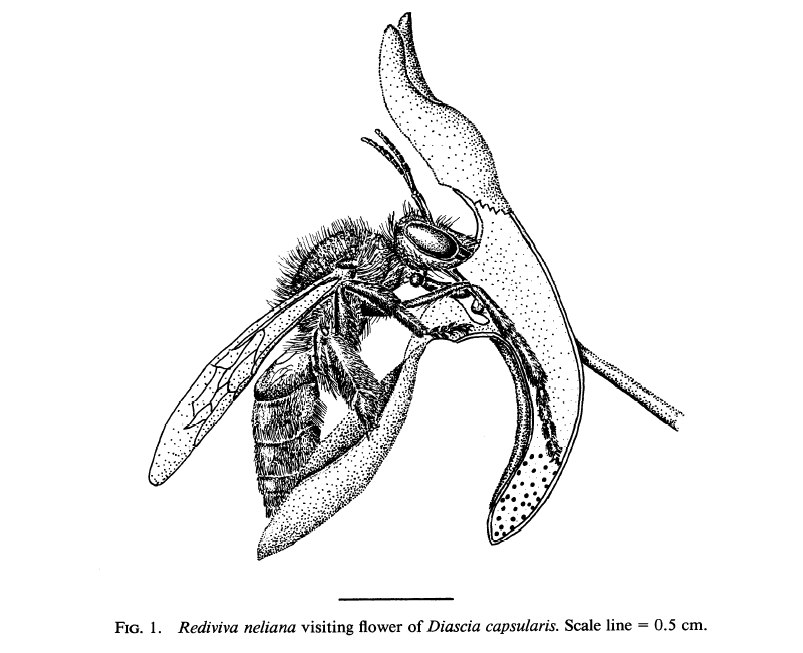 FIG. 1. Rediviva neliana visiting flower of Diascia capsularis. Scale line = 0.5 cm.